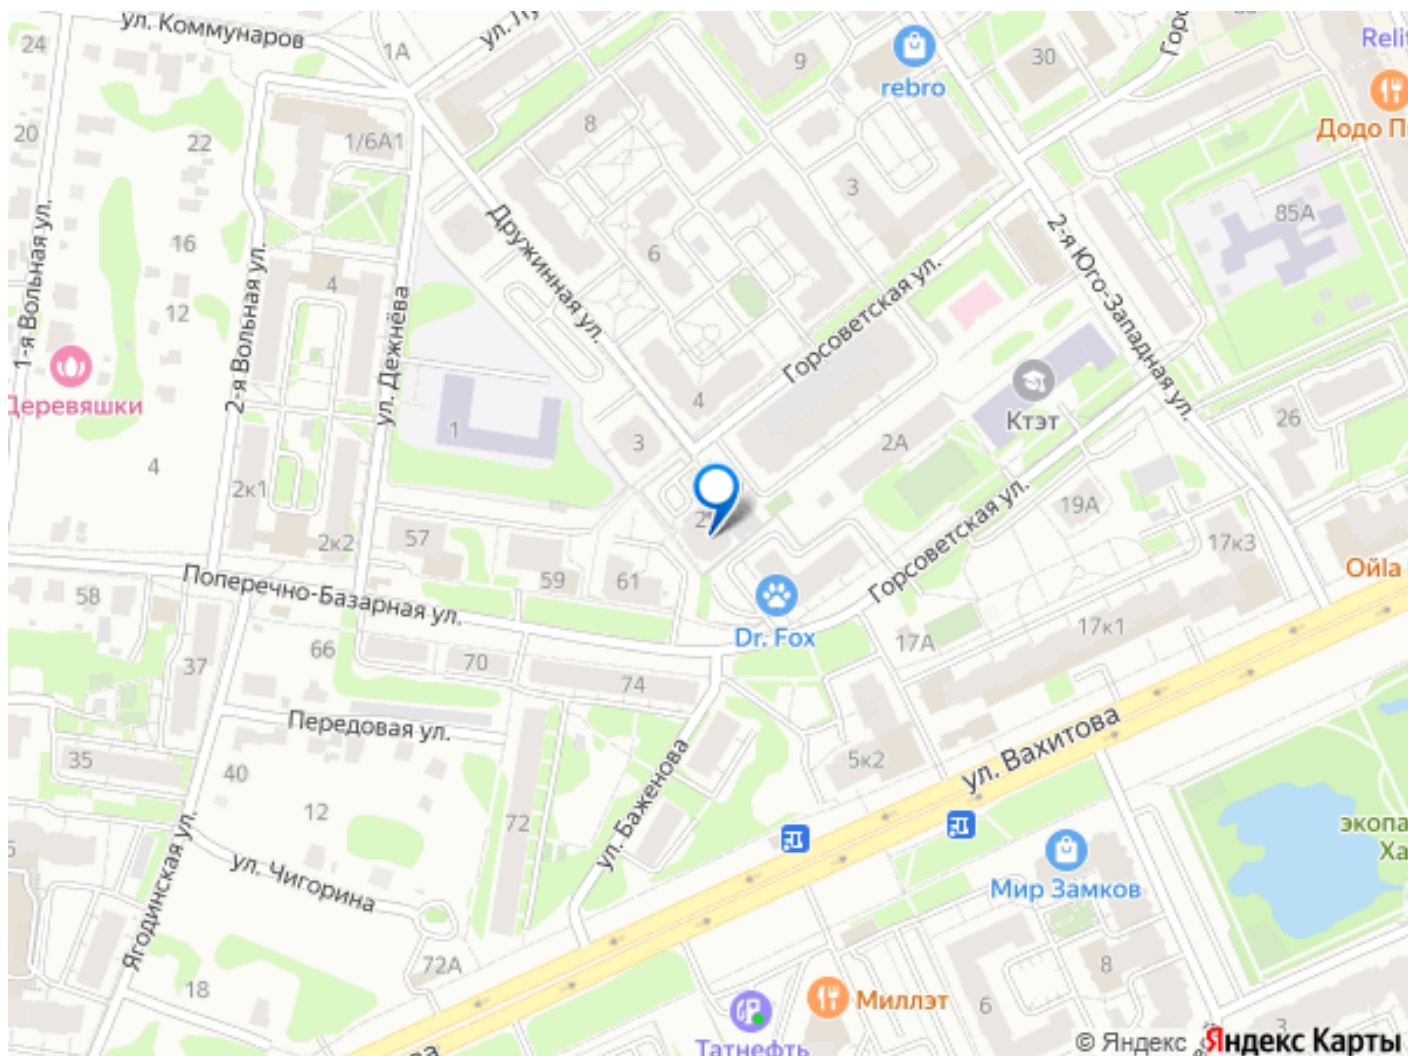 ул. Коммунаров
24
1А
9
rebro
30
Додо П
20
22
1/6А1
8
3
85А
1-я Вольная ул.
16
2-я Вольная ул.
4
12
ул. Дежнёва
Дружинная ул.
6
Горсоветская ул.
2-я Юго-Западная ул.
Деревяшки
4
1
4
3
2А
Ктэт
26
4
2к1
2к2
57
19А
17к3
Горсоветская ул.
59
61
Поперечно-Базарная ул.
58
Dr. Fox
17А
17к1
37
66
70
74
Передовая ул.
5к2
ул. Вахитова
35
40
12
72
ул. Баженова
Ягодинская ул.
ул. Чигорина
Мир Замков
72А
8
18
6
Миллэт
Татнефть
3
© Яндекс Яндекс Карты